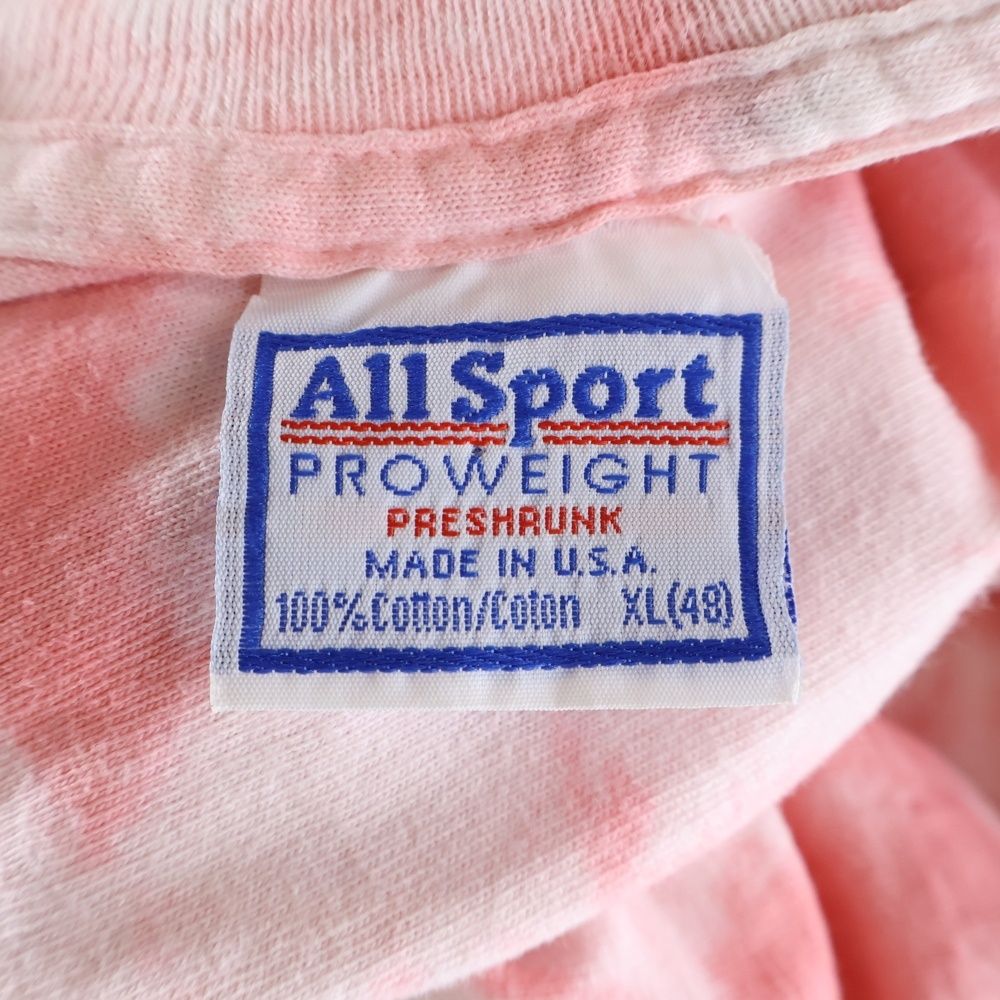 All Sport
PROWEIGHT
PRESHRUNK
MADE IN U.S.A.
100% Cotton/Coton XL(48)